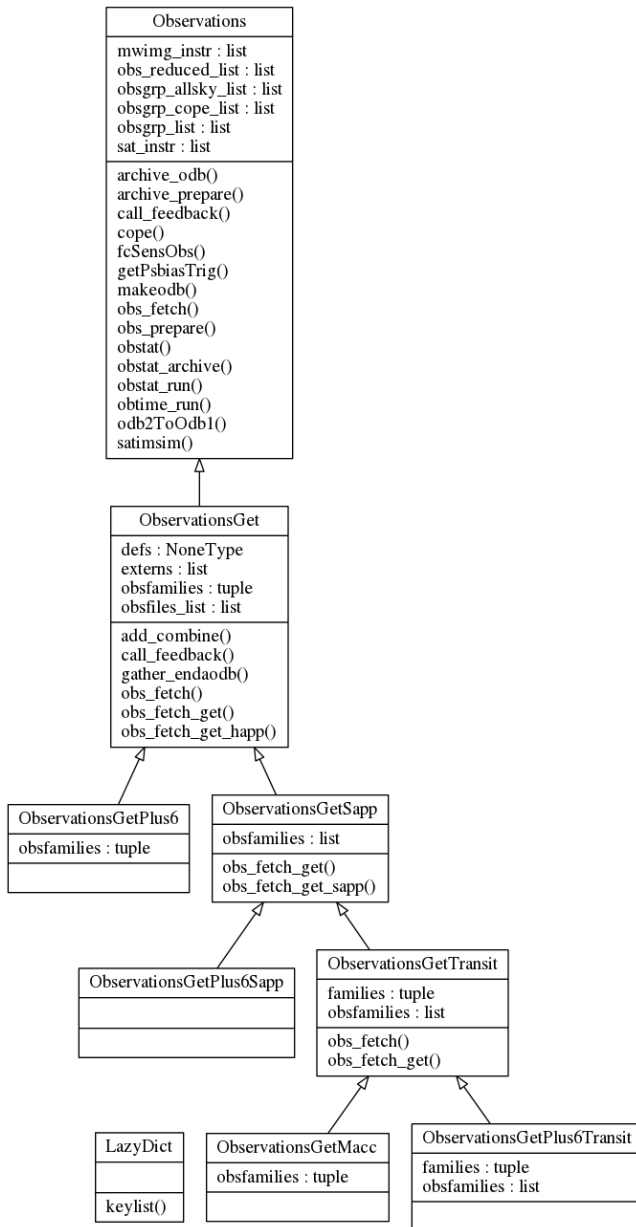 Observations
mwimg_instr : list
obs_reduced_list : list
obsgrp_allsky_list : list
obsgrp_cope_list : list
obsgrp_list : list
sat_instr : list
archive_odb()
archive_prepare()
call_feedback()
cope()
fcSensObs()
getPsbiasTrig()
makeodb()
obs_fetch()
obs_prepare()
obstat()
obstat_archive()
obstat_run()
obtime_run()
odb2ToOdb1()
satimsim()
ObservationsGet
defs : NoneType
externs : list
obsfamilies : tuple
obsfiles_list : list
add_combine()
call_feedback()
gather_endaodb()
obs_fetch()
obs_fetch_get()
obs_fetch_get_happ()
ObservationsGetPlus6
obsfamilies : tuple
ObservationsGetSapp
obsfamilies : list
obs_fetch_get()
obs_fetch_get_sapp()
ObservationsGetPlus6Sapp
ObservationsGetTransit
families : tuple
obsfamilies : list
obs_fetch()
obs_fetch_get()
LazyDict
keylist()
ObservationsGetMacc
obsfamilies : tuple
ObservationsGetPlus6Transit
families : tuple
obsfamilies : list